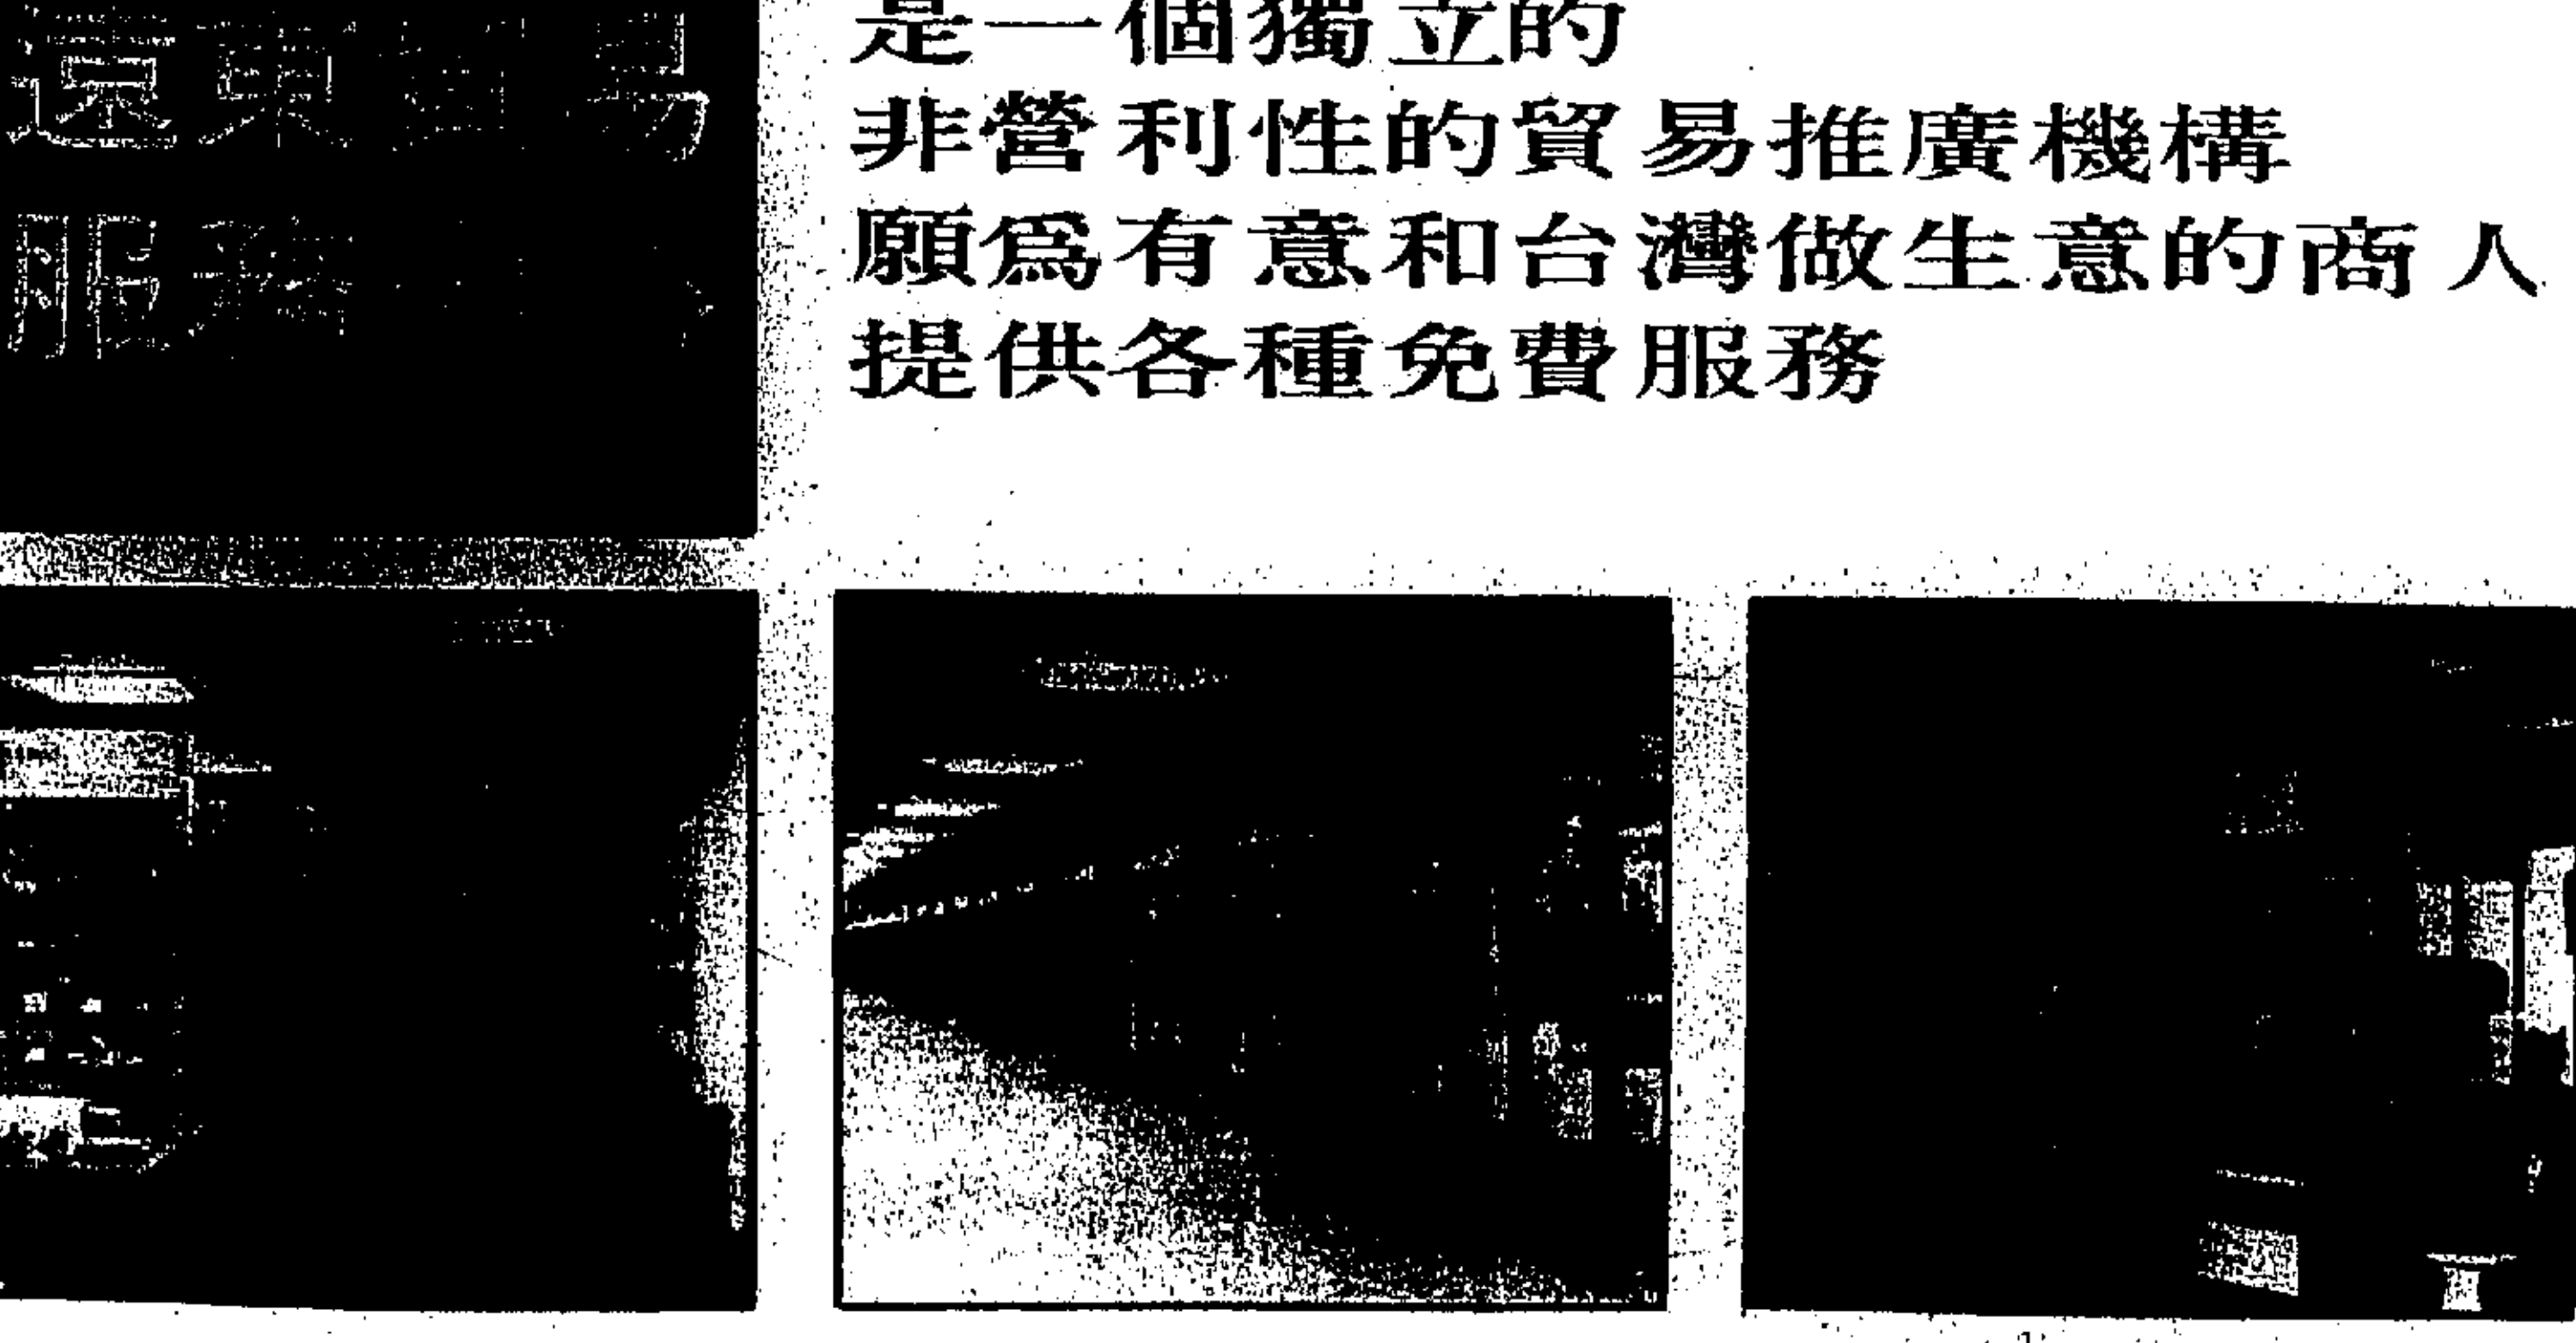 是一個獨立的
非營利性的貿易推廣機構
願爲有意和台灣做生意的商人
提供各種免費服務